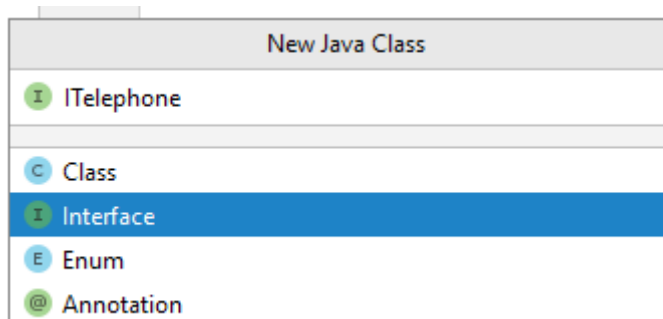 New Java Class
I ITelephone
C Class
I Interface
E Enum
@ Annotation